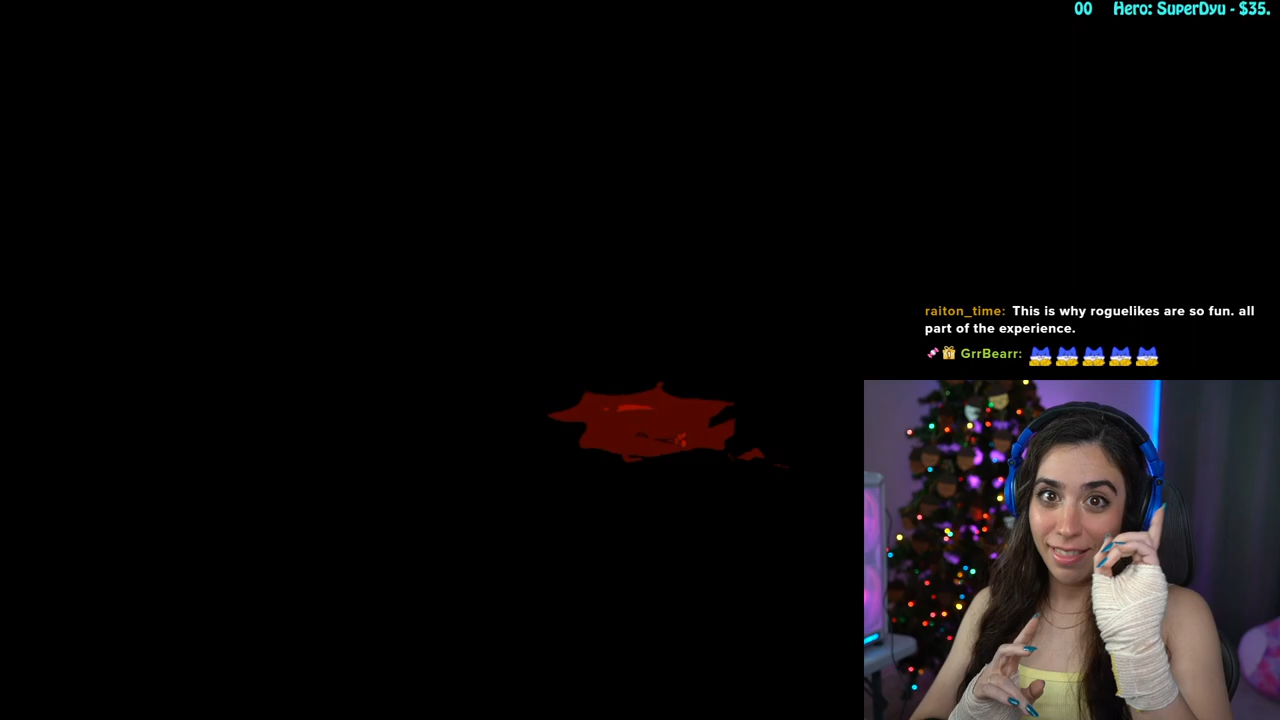 00 Hero: SuperDyu - $35.
raiton_time: This is why roguelikes are so fun. all
part of the experience.
GrrBearr: